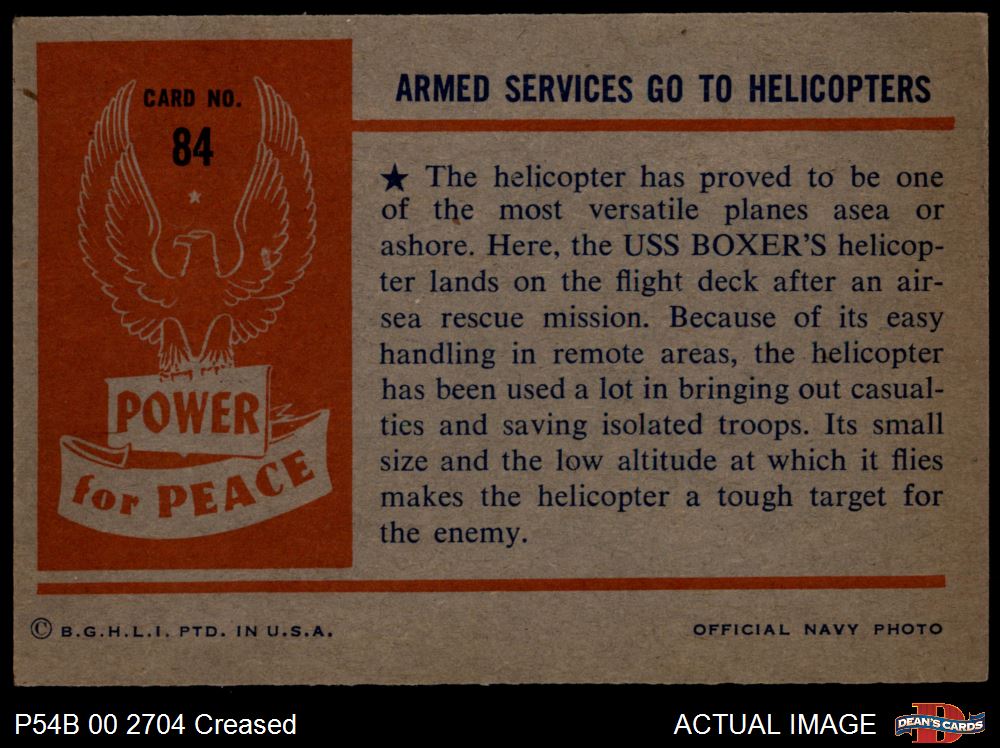 CARD NO.
84
POWER
for PEACE
ARMED SERVICES GO TO HELICOPTERS
★ The helicopter has proved to be one
of the most versatile planes asea or
ashore. Here, the USS BOXER'S helicop-
ter lands on the flight deck after an air-
sea rescue mission. Because of its easy
handling in remote areas, the helicopter
has been used a lot in bringing out casual-
ties and saving isolated troops. Its small
size and the low altitude at which it flies
makes the helicopter a tough target for
the enemy.
© B.G.H.L.I. PTD. IN U.S.A.
OFFICIAL NAVY PHOTO
P54B 00 2704 Creased
ACTUAL IMAGE
DEAN'S CARDS